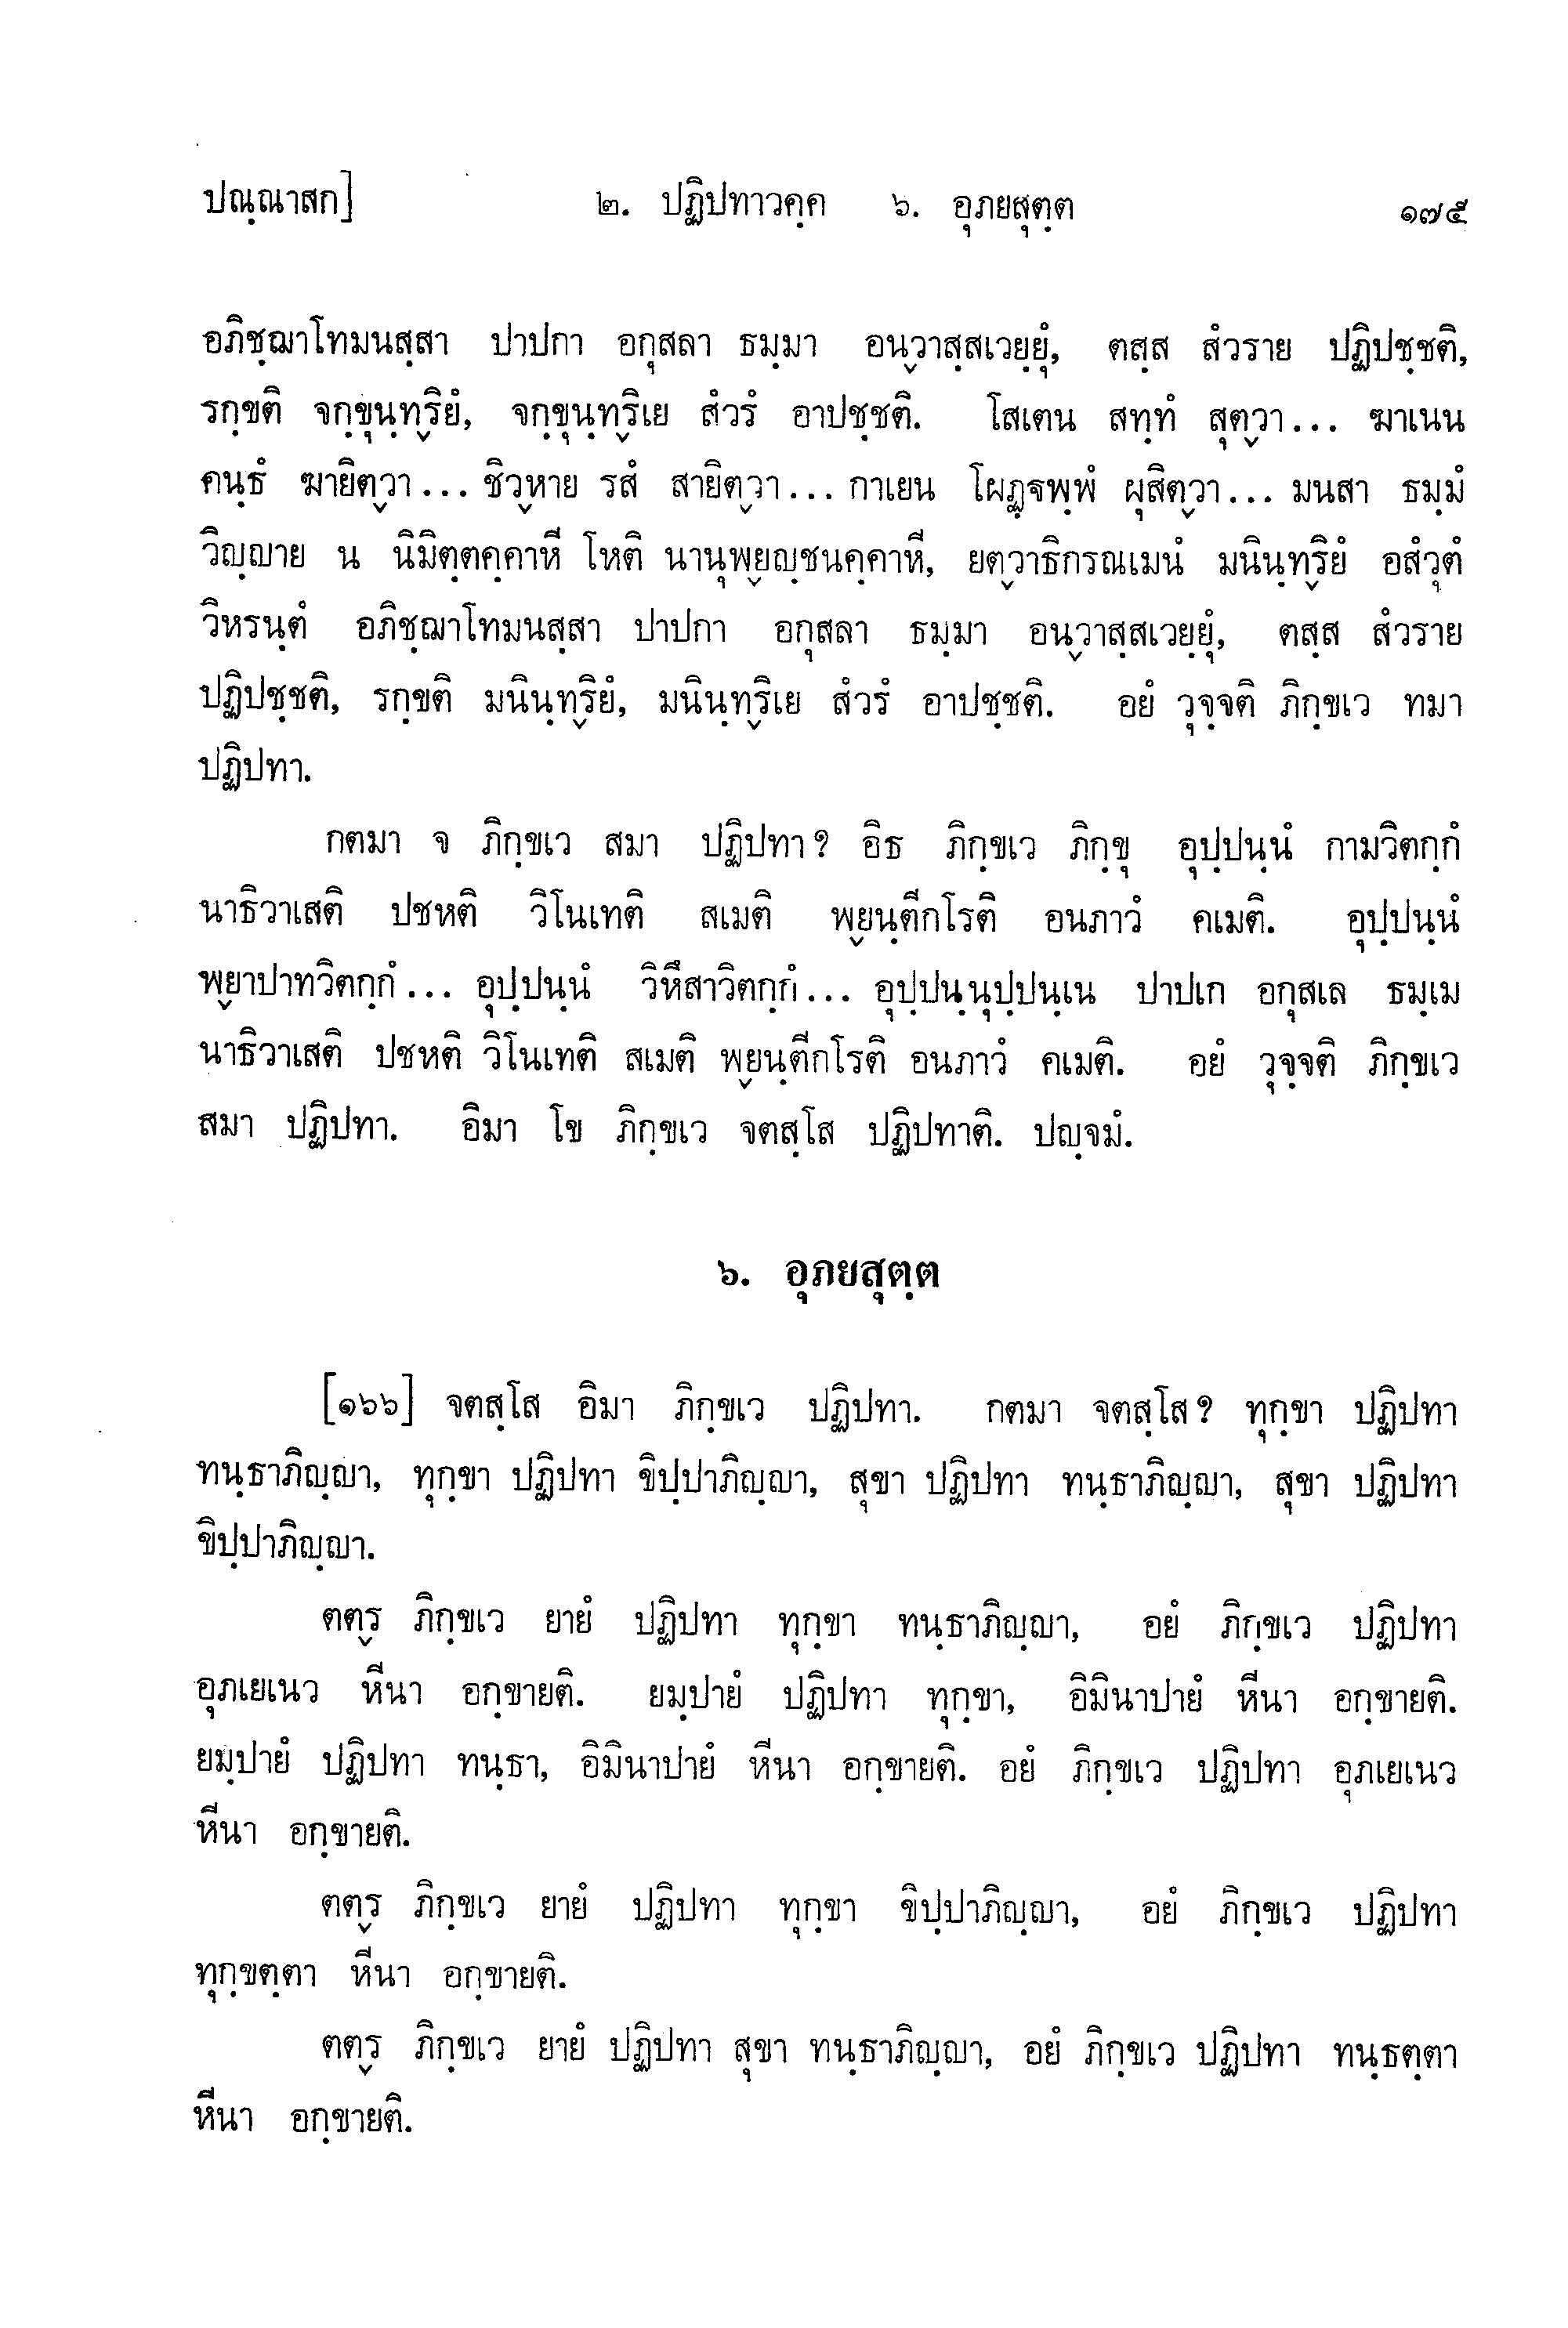 ปณฺณาสก] ๒. ปฏิปทาวคฺค ๖. อุภยสุตฺต ๑๗๕
อภิชฺฌาโทมนสฺสา ปาปกา อกุสลา ธมฺมา อนฺวาสฺสเวยฺยุํ, ตสฺส สํวราย ปฏิปชฺชติ,
รกฺขติ จกฺขุนฺทฺริยํ, จกฺขุนฺทฺริเย สํวรํ อาปชฺชติ. โสเตน สทฺทํ สุตฺวา... ฆาเนน
คนฺธํ ฆายิตฺวา... ชิวฺหาย รสํ สายิตฺวา... กาเยน โผฏฺฐพฺพํ ผุสิตฺวา... มนสา ธมฺมํ
วิญฺญาย น นิมิตฺตคฺคาหี โหติ นานุพฺยญฺชนคฺคาหี, ยตฺวาธิกรณเมนํ มนินฺทฺริยํ อสํวุตํ
วิหรนฺตํ อภิชฺฌาโทมนสฺสา ปาปกา อกุสลา ธมฺมา อนฺวาสฺสเวยฺยุํ, ตสฺส สํวราย
ปฏิปชฺชติ, รกฺขติ มนินฺทฺริยํ, มนินฺทฺริเย สํวรํ อาปชฺชติ. อยํ วุจฺจติ ภิกฺขเว ทมา
ปฏิปทา.
กตมา จ ภิกฺขเว สมา ปฏิปทา? อิธ ภิกฺขเว ภิกฺขุ อุปฺปนฺนํ กามวิตกฺกํ
นาธิวาเสติ ปชหติ วิโนเทติ สเมติ พฺยนฺตีกโรติ อนภาวํ คเมติ. อุปฺปนฺนํ
พฺยาปาทวิตกฺกํ... อุปฺปนฺนํ วิหึสาวิตกฺกํ... อุปฺปนฺนุปฺปนฺเน ปาปเก อกุสเล ธมฺเม
นาธิวาเสติ ปชหติ วิโนเทติ สเมติ พฺยนฺตีกโรติ อนภาวํ คเมติ. อยํ วุจฺจติ ภิกฺขเว
สมา ปฏิปทา. อิมา โข ภิกฺขเว จตสฺโส ปฏิปทาติ. ปญฺจมํ.
๖. อุภยสุตฺต
[๑๖๖] จตสฺโส อิมา ภิกฺขเว ปฏิปทา. กตมา จตสฺโส? ทุกฺขา ปฏิปทา
ทนฺธาภิญฺญา, ทุกฺขา ปฏิปทา ขิปฺปาภิญฺญา, สุขา ปฏิปทา ทนฺธาภิญฺญา, สุขา ปฏิปทา
ขิปฺปาภิญฺญา.
ตตฺร ภิกฺขเว ยายํ ปฏิปทา ทุกฺขา ทนฺธาภิญฺญา, อยํ ภิกฺขเว ปฏิปทา
อุภเยเนว หีนา อกฺขายติ. ยมฺปายํ ปฏิปทา ทุกฺขา, อิมินาปายํ หีนา อกฺขายติ.
ยมฺปายํ ปฏิปทา ทนฺธา, อิมินาปายํ หีนา อกฺขายติ. อยํ ภิกฺขเว ปฏิปทา อุภเยเนว
หีนา อกฺขายติ.
ตตฺร ภิกฺขเว ยายํ ปฏิปทา ทุกฺขา ขิปฺปาภิญฺญา, อยํ ภิกฺขเว ปฏิปทา
ทุกฺขตฺตา หีนา อกฺขายติ.
ตตฺร ภิกฺขเว ยายํ ปฏิปทา สุขา ทนฺธาภิญฺญา, อยํ ภิกฺขเว ปฏิปทา ทนฺธตฺตา
หีนา อกฺขายติ.